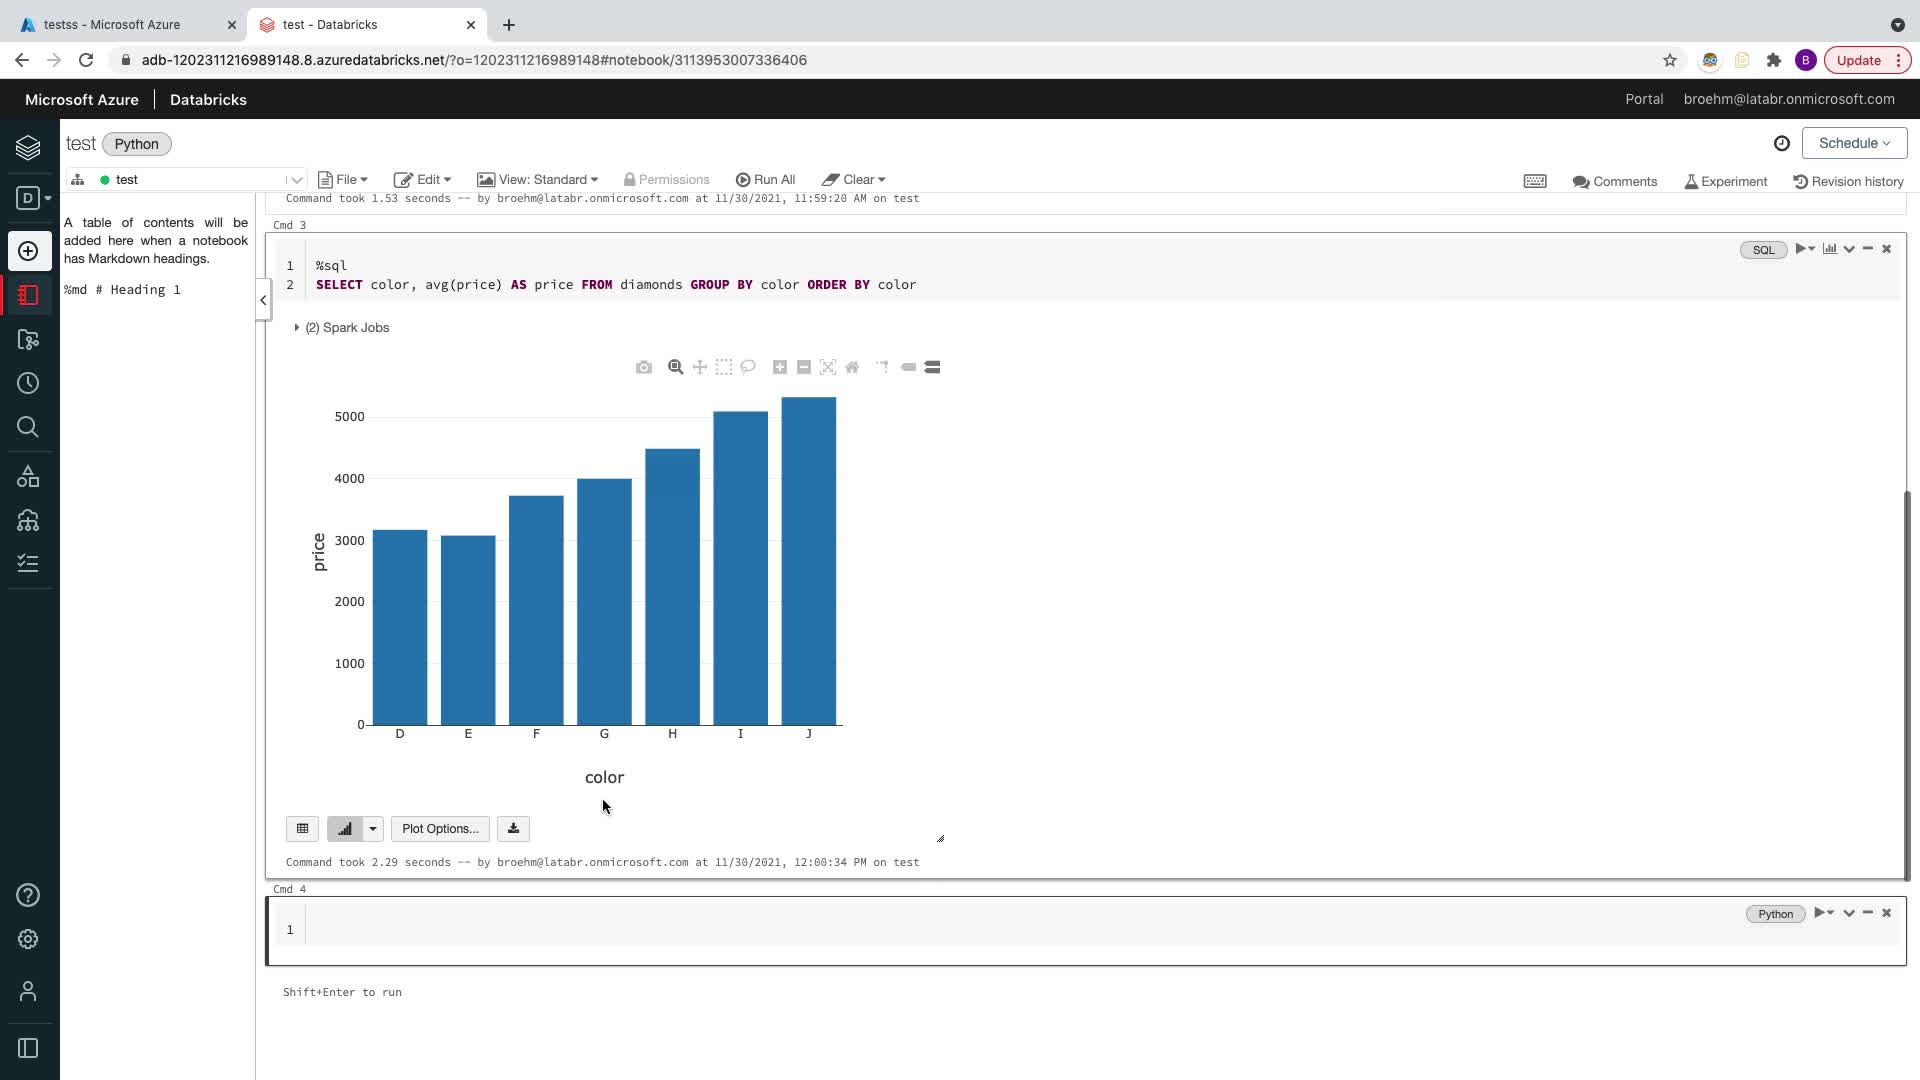 testss - Microsoft Azure
test - Databricks
adb-1202311216989148.8.azuredatabricks.net/?o=1202311216989148#notebook/3113953007336406
B
Update
Microsoft Azure
Databricks
Portal
broehm@latabr.onmicrosoft.com
test
Python
Schedule
test
File
Edit
View: Standard
Permissions
Run All
Clear
Comments
Experiment
Revision history
D
A table of contents will be
added here when a notebook
has Markdown headings.
%md # Heading 1
Command took 1.53 seconds -- by broehm@latabr.onmicrosoft.com at 11/30/2021, 11:59:20 AM on test
Cmd 3
SQL
1 %sql
2 SELECT color, avg(price) AS price FROM diamonds GROUP BY color ORDER BY color
(2) Spark Jobs
5000
4000
3000
2000
1000
0
price
D E F G H I J
color
Plot Options...
Command took 2.29 seconds -- by broehm@latabr.onmicrosoft.com at 11/30/2021, 12:00:34 PM on test
Cmd 4
Python
1
Shift+Enter to run